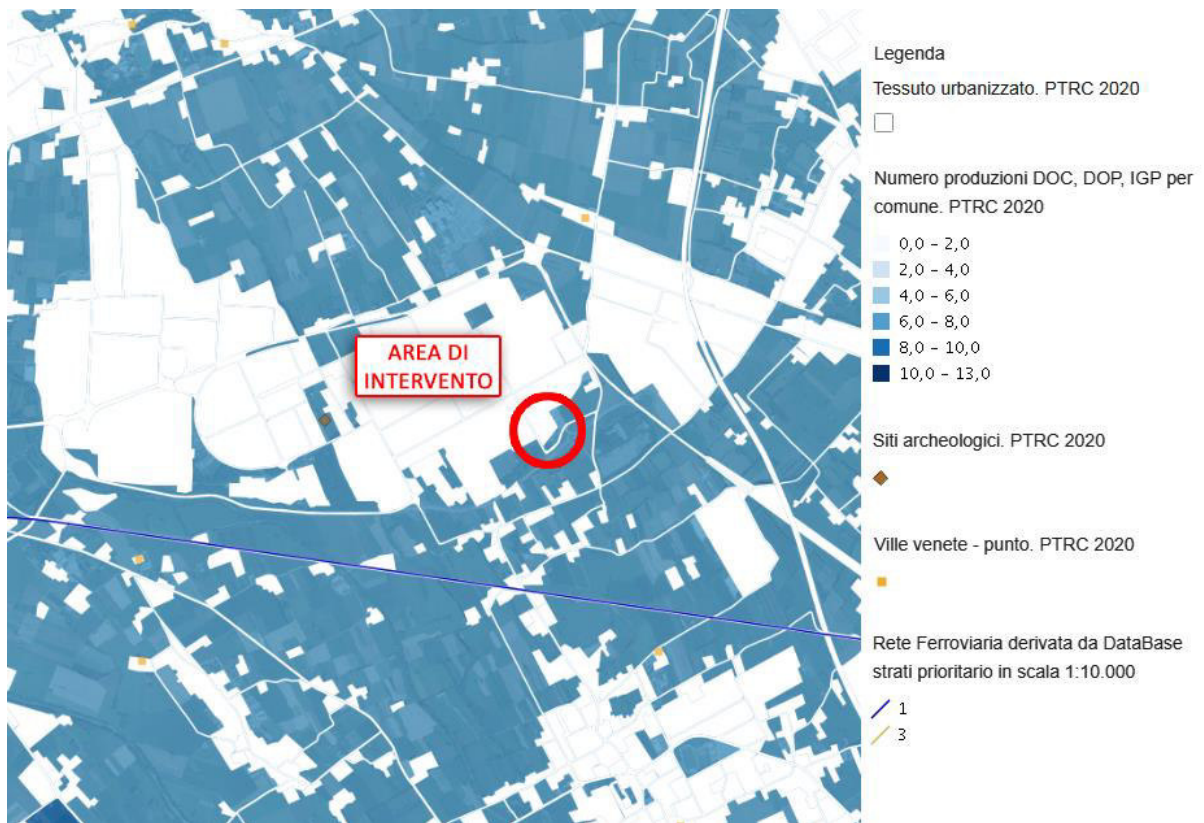 AREA DI
INTERVENTO
Legenda
Tessuto urbanizzato. PTRC 2020
Numero produzioni DOC, DOP, IGP per
comune. PTRC 2020
0,0 – 2,0
2,0 – 4,0
4,0 – 6,0
6,0 – 8,0
8,0 – 10,0
10,0 – 13,0
Siti archeologici. PTRC 2020
Ville venete - punto. PTRC 2020
Rete Ferroviaria derivata da DataBase
strati prioritario in scala 1:10.000
1
3